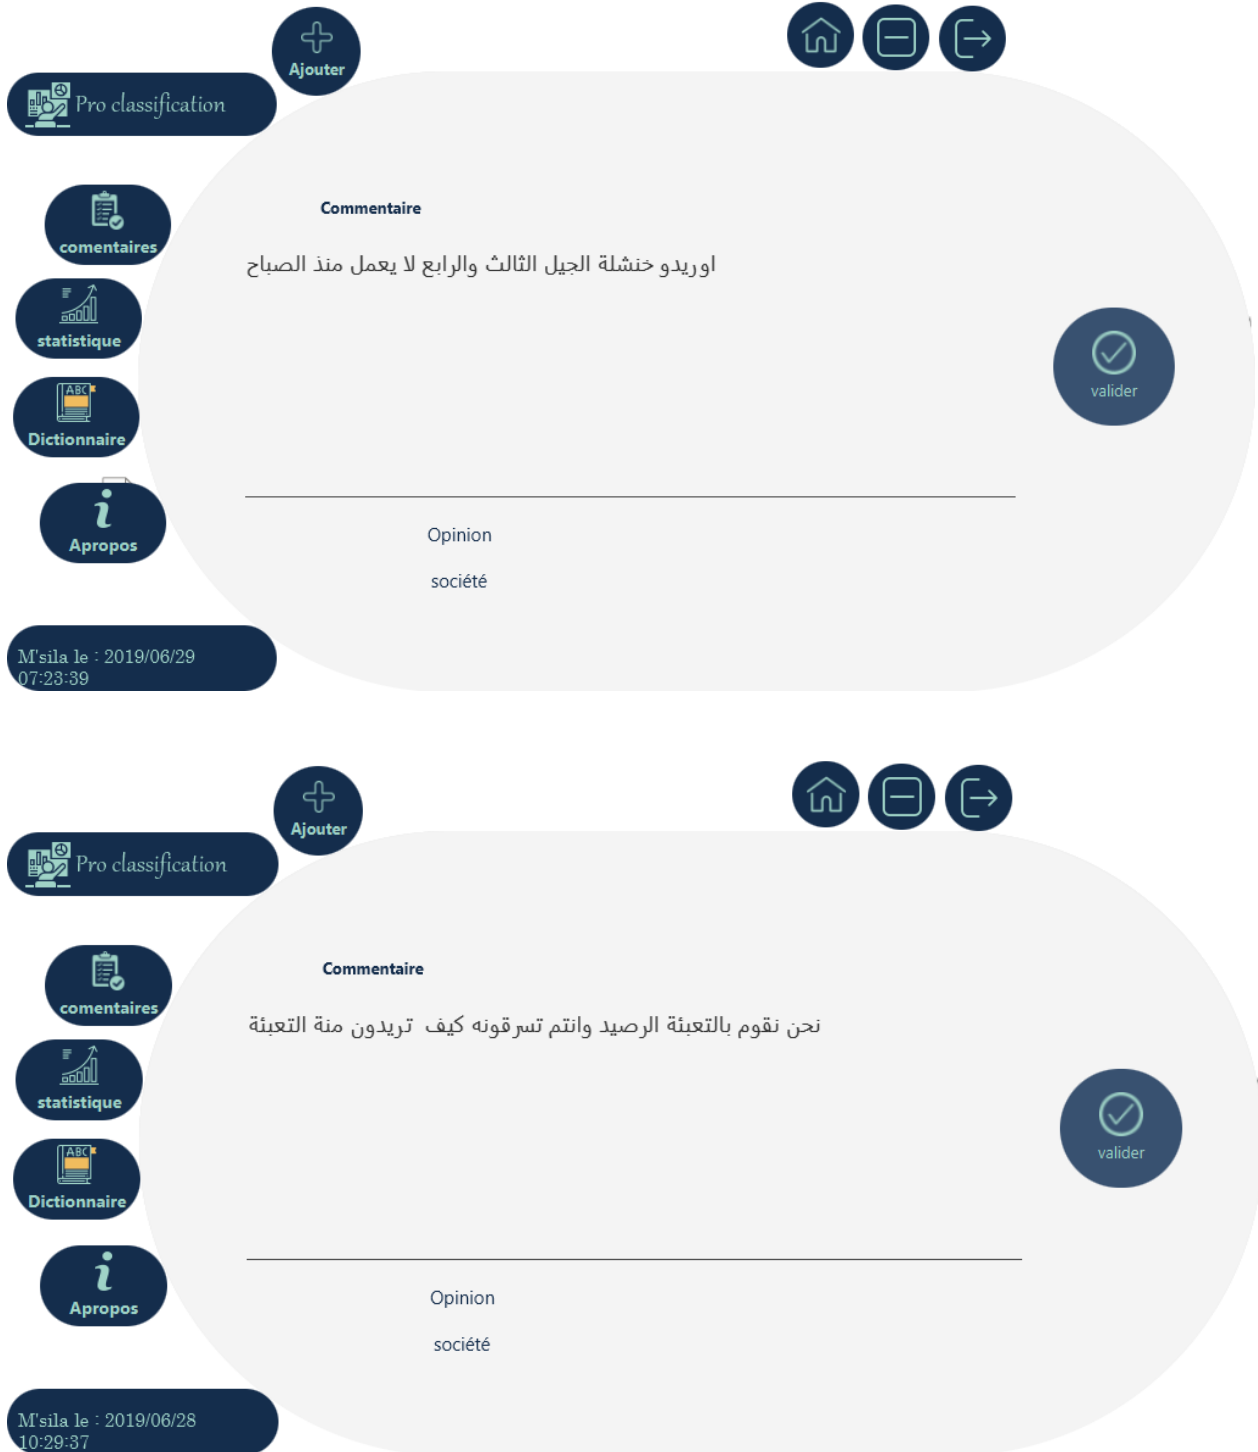 Ajouter
Pro classification
Commentaire
comentaires
اوريدو خنشلة الجيل الثالث والرابع لا يعمل منذ الصباح
statistique
valider
Dictionnaire
Opinion
Apropos
société
M'sila le : 2019/06/29
07:23:39
Ajouter
Pro classification
Commentaire
comentaires
نحن نقوم بالتعبئة الرصيد وانتم تسرقونه كيف تريدون منة التعبئة
statistique
valider
Dictionnaire
Opinion
Apropos
société
M'sila le : 2019/06/28
10:29:37